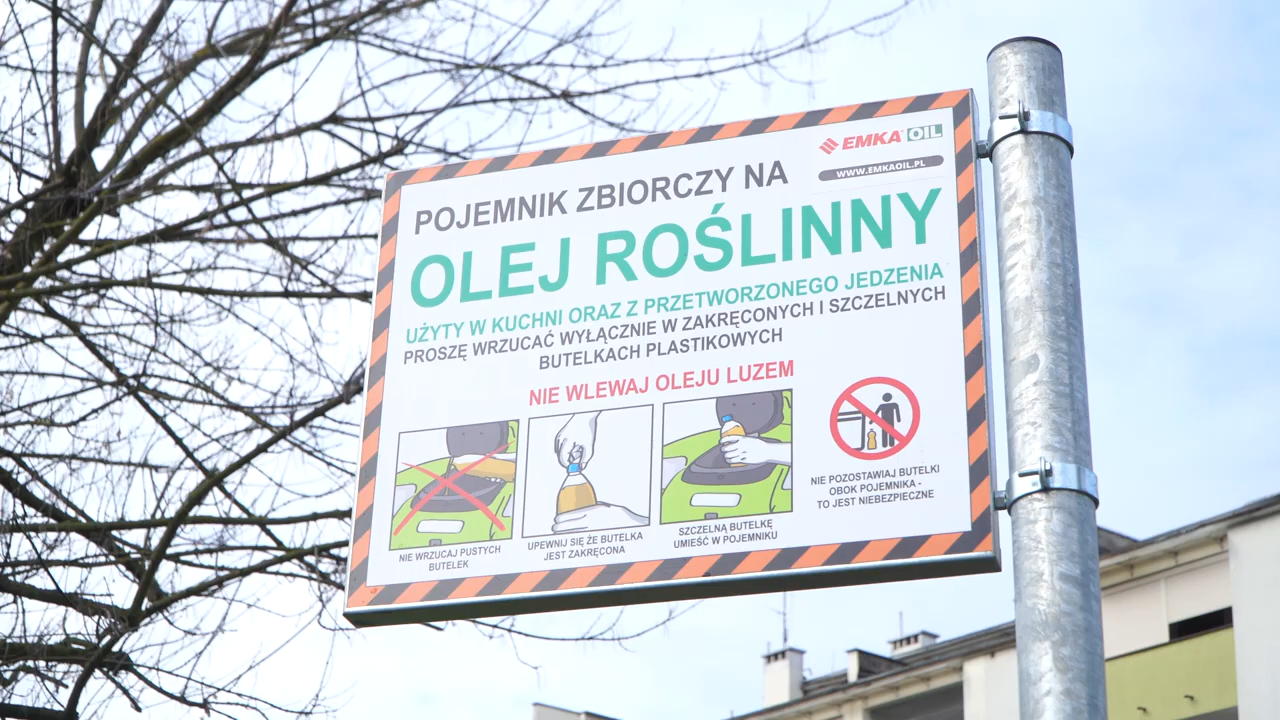 EMKA OIL
WWW.EMKAOIL.PL
POJEMNIK ZBIORCZY NA
OLEJ ROŚLINNY
UŻYTY W KUCHNI ORAZ Z PRZETWORZONEGO JEDZENIA
PROSZĘ WRZUCAĆ WYŁĄCZNIE W ZAKRĘCONYCH I SZCZELNYCH
BUTELKACH PLASTIKOWYCH
NIE WLEWAJ OLEJU LUZEM
NIE WRZUCAJ PUSTYCH
BUTELEK
UPEWNIJ SIĘ ŻE BUTELKA
JEST ZAKRĘCONA
SZCZELNĄ BUTELKĘ
UMIEŚĆ W POJEMNIKU
NIE POZOSTAWIAJ BUTELKI
OBOK POJEMNIKA -
TO JEST NIEBEZPIECZNE